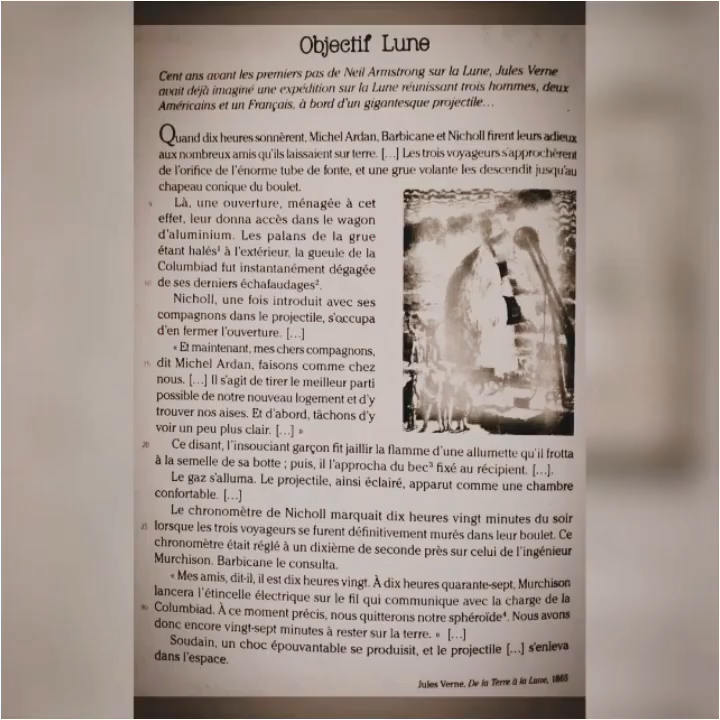 Objectif Lune
Cent ans avant les premiers pas de Neil Armstrong sur la Lune, Jules Verne
avait déjà imaginé une expédition sur la Lune réunissant trois hommes, deux
Américains et un Français, à bord d'un gigantesque projectile...
Quand dix heures sonnèrent, Michel Ardan, Barbicane et Nicholl firent leurs adieux
aux nombreux amis qu'ils laissaient sur terre. [...] Les trois voyageurs s'approchèrent
de l'orifice de l'énorme tube de fonte, et une grue volante les descendit jusqu'au
chapeau conique du boulet.
5 Là, une ouverture, ménagée à cet
effet, leur donna accès dans le wagon
d'aluminium. Les palans de la grue
étant halés¹ à l'extérieur, la gueule de la
Columbiad fut instantanément dégagée
10 de ses derniers échafaudages².
Nicholl, une fois introduit avec ses
compagnons dans le projectile, s'occupa
d'en fermer l'ouverture. [...]
« Et maintenant, mes chers compagnons,
15 dit Michel Ardan, faisons comme chez
nous. [...] Il s'agit de tirer le meilleur parti
possible de notre nouveau logement et d'y
trouver nos aises. Et d'abord, tâchons d'y
voir un peu plus clair. [...] »
20 Ce disant, l'insouciant garçon fit jaillir la flamme d'une allumette qu'il frotta
à la semelle de sa botte ; puis, il l'approcha du bec³ fixé au récipient. [...].
Le gaz s'alluma. Le projectile, ainsi éclairé, apparut comme une chambre
confortable. [...]
Le chronomètre de Nicholl marquait dix heures vingt minutes du soir
25 lorsque les trois voyageurs se furent définitivement murés dans leur boulet. Ce
chronomètre était réglé à un dixième de seconde près sur celui de l'ingénieur
Murchison. Barbicane le consulta.
« Mes amis, dit-il, il est dix heures vingt. À dix heures quarante-sept, Murchison
lancera l'étincelle électrique sur le fil qui communique avec la charge de la
30 Columbiad. À ce moment précis, nous quitterons notre sphéroïde⁴. Nous avons
donc encore vingt-sept minutes à rester sur la terre. » [...]
Soudain, un choc épouvantable se produisit, et le projectile [...] s'enleva
dans l'espace.
Jules Verne, De la Terre à la Lune, 1865